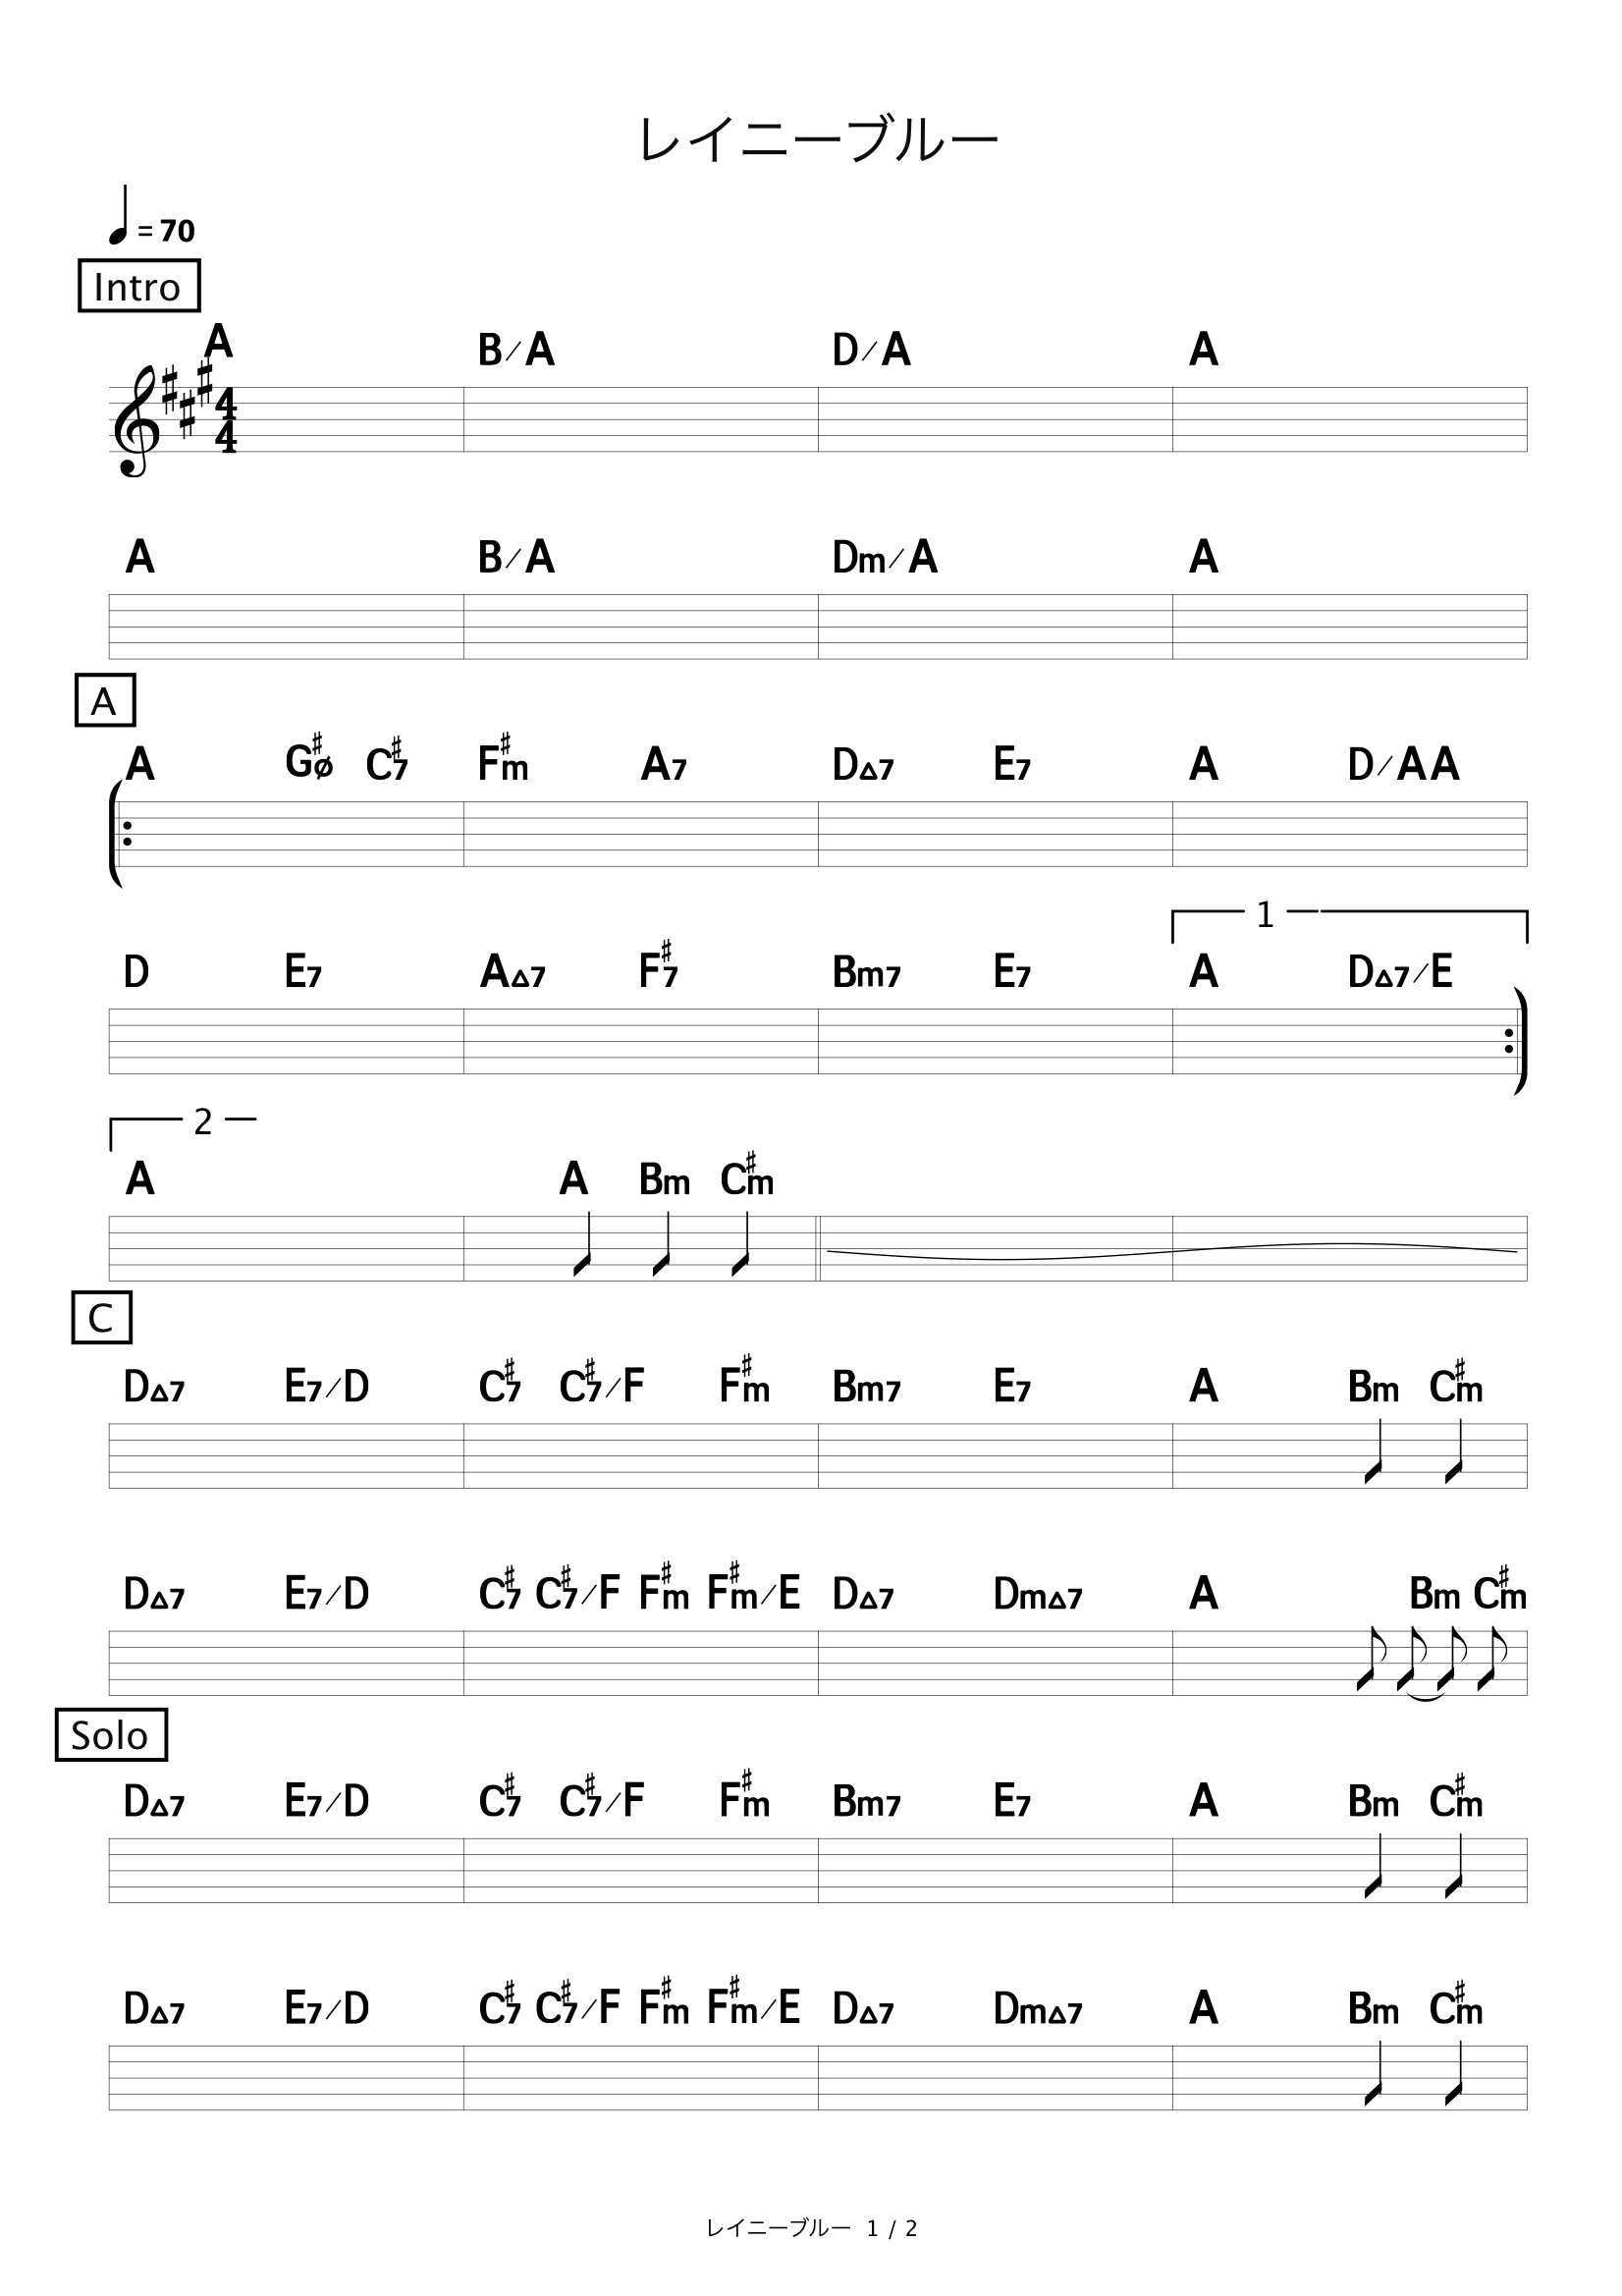 レイニーブルー
= 70
Intro
A B/A D/A A
4
4
A B/A Dm/A A
A
A G#ø C#7 F#m A7 D△7 E7 A D/A A
1
D E7 A△7 F#7 Bm7 E7 A D△7/E
2
A A Bm C#m
C
D△7 E7/D C#7 C#7/F F#m Bm7 E7 A Bm C#m
D△7 E7/D C#7 C#7/F F#m F#m/E D△7 Dm△7 A Bm C#m
Solo
D△7 E7/D C#7 C#7/F F#m Bm7 E7 A Bm C#m
D△7 E7/D C#7 C#7/F F#m F#m/E D△7 Dm△7 A Bm C#m
レイニーブルー 1 / 2